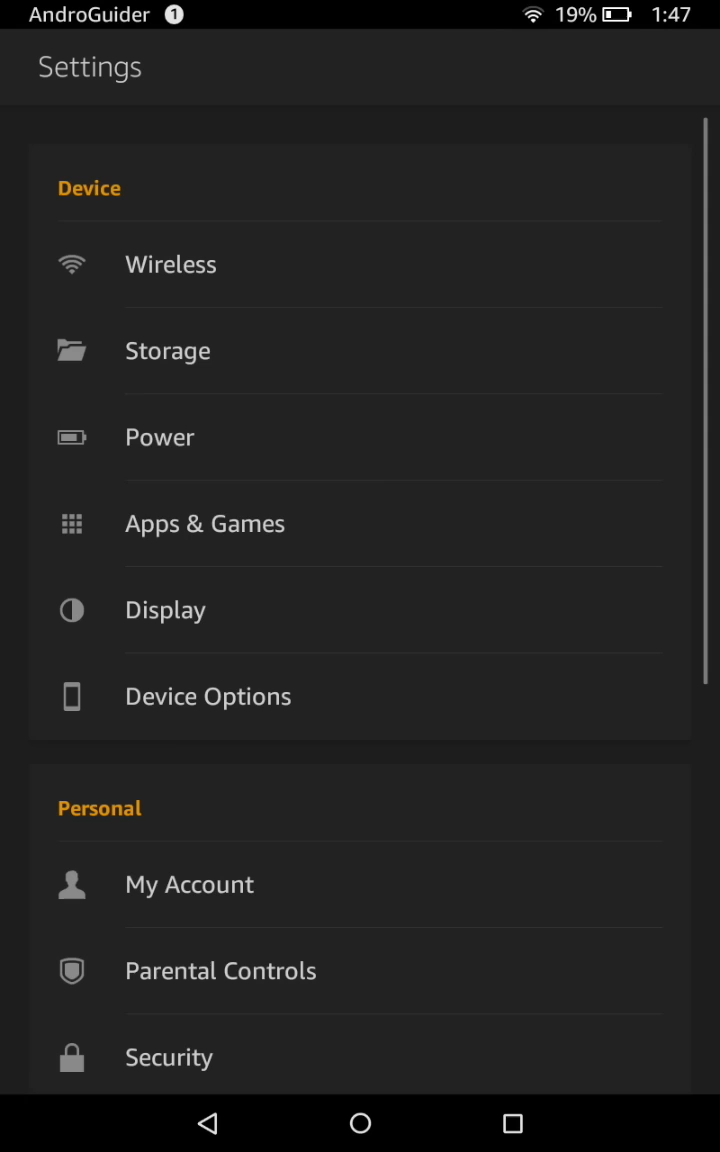 AndroGuider 1 19% 1:47
Settings
Device
Wireless
Storage
Power
Apps & Games
Display
Device Options
Personal
My Account
Parental Controls
Security